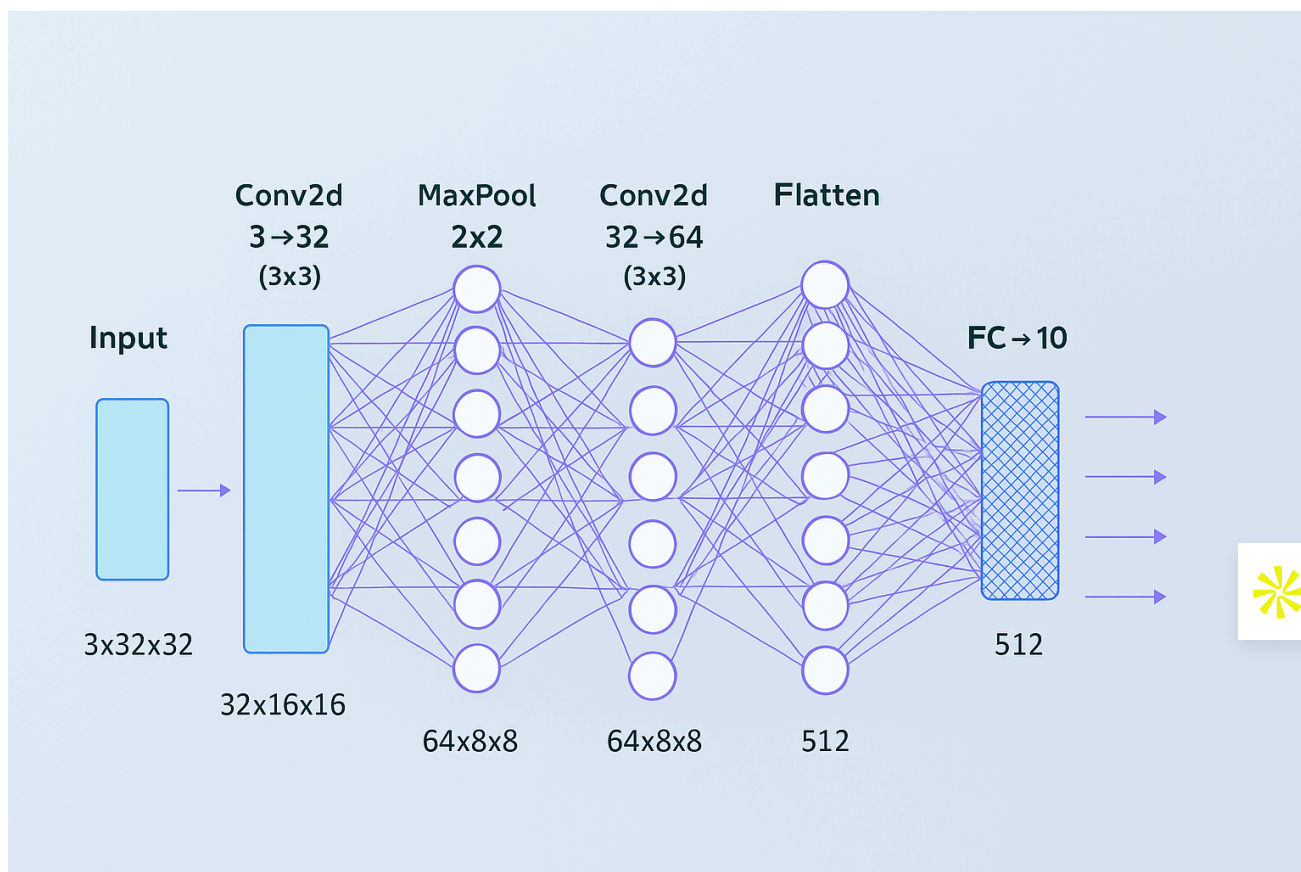 Input
3x32x32
Conv2d
3→32
(3x3)
32x16x16
MaxPool
2x2
64x8x8
Conv2d
32→64
(3x3)
64x8x8
Flatten
512
FC→10
512